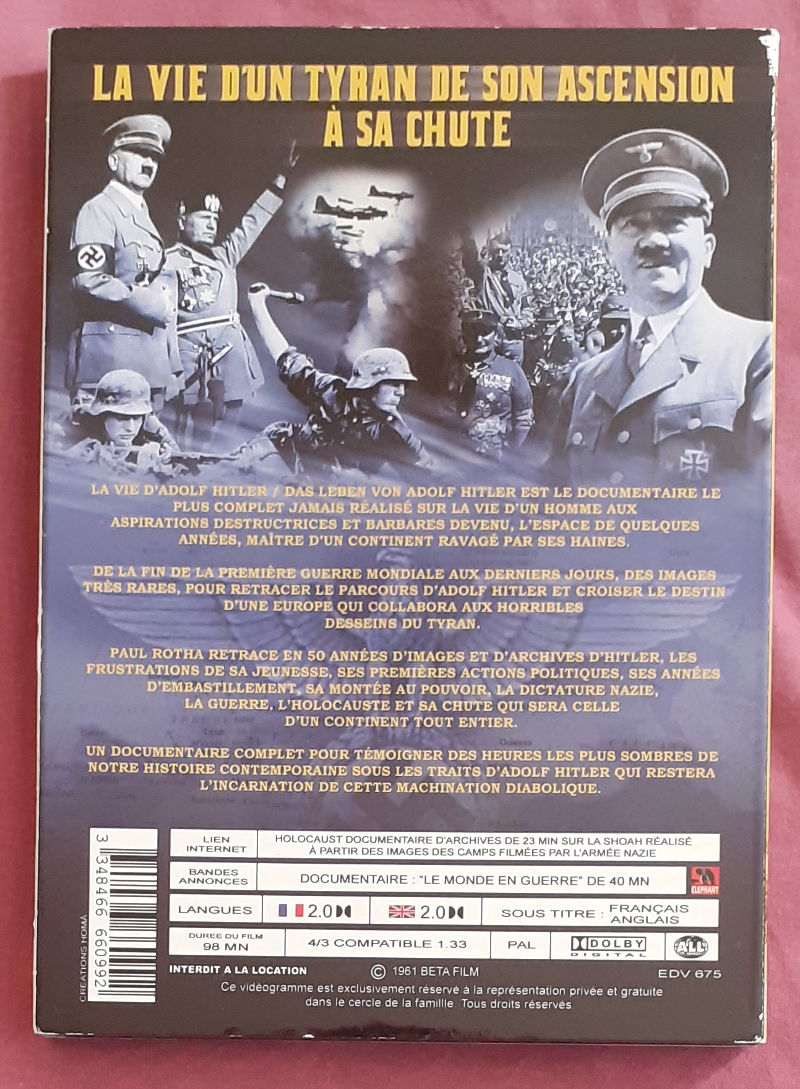 LA VIE D'UN TYRAN DE SON ASCENSION
À SA CHUTE
LA VIE D'ADOLF HITLER / DAS LEBEN VON ADOLF HITLER EST LE DOCUMENTAIRE LE
PLUS COMPLET JAMAIS RÉALISÉ SUR LA VIE D'UN HOMME AUX
ASPIRATIONS DESTRUCTRICES ET BARBARES DEVENU, L'ESPACE DE QUELQUES
ANNÉES, MAÎTRE D'UN CONTINENT RAVAGÉ PAR SES HAINES.
DE LA FIN DE LA PREMIÈRE GUERRE MONDIALE AUX DERNIERS JOURS, DES IMAGES
TRÈS RARES, POUR RETRACER LE PARCOURS D'ADOLF HITLER ET CROISER LE DESTIN
D'UNE EUROPE QUI COLLABORA AUX HORRIBLES
DESSEINS DU TYRAN.
PAUL ROTHA RETRACE EN 50 ANNÉES D'IMAGES ET D'ARCHIVES D'HITLER, LES
FRUSTRATIONS DE SA JEUNESSE, SES PREMIÈRES ACTIONS POLITIQUES, SES ANNÉES
D'EMBASTILLEMENT, SA MONTÉE AU POUVOIR, LA DICTATURE NAZIE,
LA GUERRE, L'HOLOCAUSTE ET SA CHUTE QUI SERA CELLE
D'UN CONTINENT TOUT ENTIER.
UN DOCUMENTAIRE COMPLET POUR TÉMOIGNER DES HEURES LES PLUS SOMBRES DE
NOTRE HISTOIRE CONTEMPORAINE SOUS LES TRAITS D'ADOLF HITLER QUI RESTERA
L'INCARNATION DE CETTE MACHINATION DIABOLIQUE.
LIEN INTERNET
HOLOCAUST DOCUMENTAIRE D'ARCHIVES DE 23 MIN SUR LA SHOAH RÉALISÉ
À PARTIR DES IMAGES DES CAMPS FILMÉES PAR L'ARMÉE NAZIE
BANDES ANNONCES
DOCUMENTAIRE : "LE MONDE EN GUERRE" DE 40 MN
ELEPHANT
LANGUES
2.0
2.0
SOUS TITRE : FRANÇAIS
ANGLAIS
DURÉE DU FILM
98 MN
4/3 COMPATIBLE 1.33
PAL
DOLBY
DIGITAL
ALL
INTERDIT A LA LOCATION
© 1961 BETA FILM
EDV 675
Ce vidéogramme est exclusivement réservé à la représentation privée et gratuite
dans le cercle de la famillle Tous droits réservés
3 348466 660992
CREATIONS HOMÀ